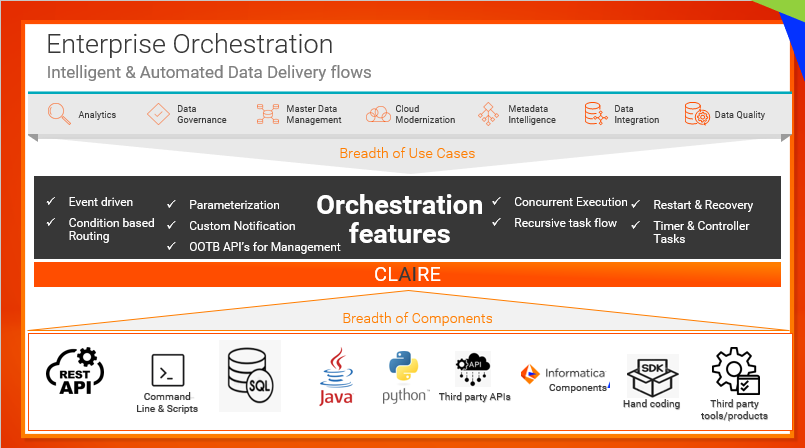 Enterprise Orchestration
Intelligent & Automated Data Delivery flows
Analytics
Data
Governance
Master Data
Management
Cloud
Modernization
Metadata
Intelligence
Data
Integration
Data Quality
Breadth of Use Cases
Event driven
Condition based
Routing
Parameterization
Custom Notification
OOTB API's for Management
Orchestration
features
Concurrent Execution
Recursive task flow
Restart & Recovery
Timer & Controller
Tasks
CLAIRE
Breadth of Components
REST
API
Command
Line & Scripts
SQL
Java
python™
API
Third party APIs
Informatica
Components
SDK
Hand coding
Third party
tools/products